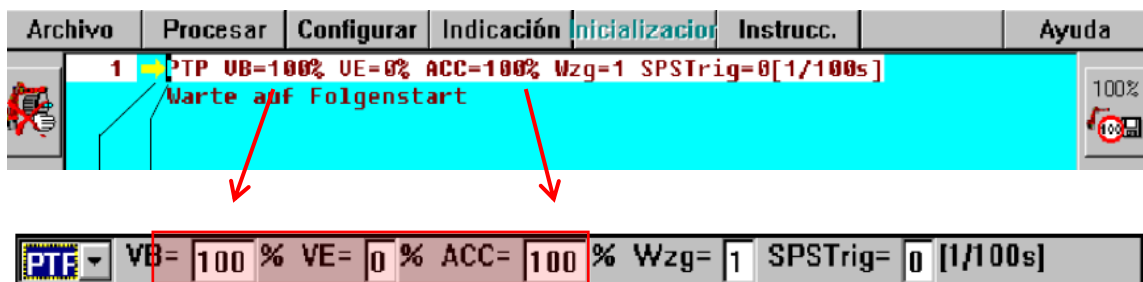 Archivo Procesar Configurar Indicación Inicializacion Instrucc. Ayuda
1 PTP VB=100% VE=0% ACC=100% Wzg=1 SPSTrig=0[1/100s]
Warte auf Folgenstart
100%
100
PTP VB= 100 % VE= 0 % ACC= 100 % Wzg= 1 SPSTrig= 0 [1/100s]